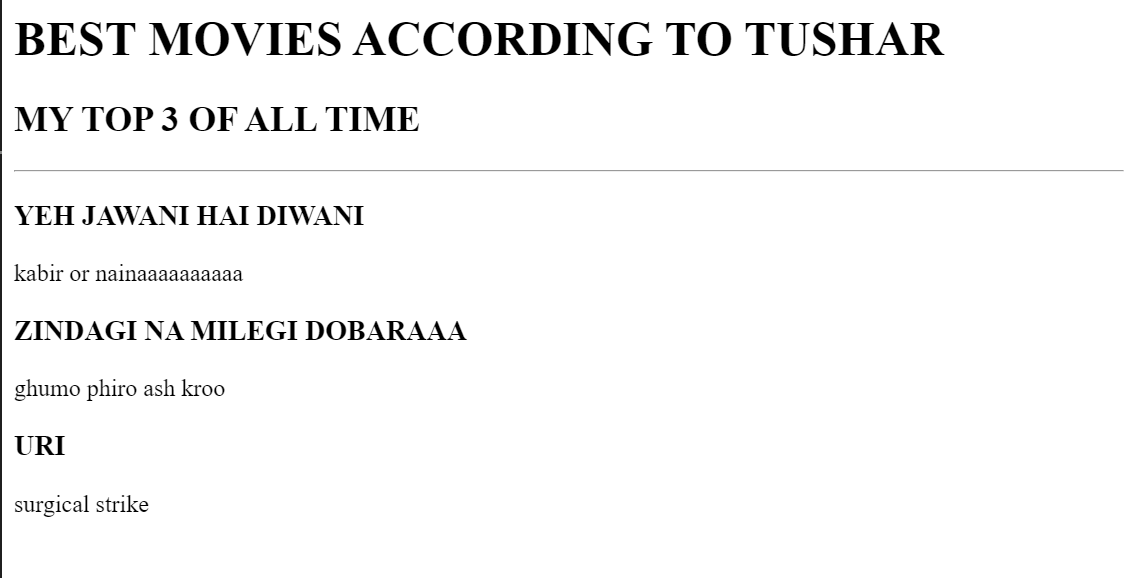 BEST MOVIES ACCORDING TO TUSHAR
MY TOP 3 OF ALL TIME
YEH JAWANI HAI DIWANI
kabir or nainaaaaaaaaaa
ZINDAGI NA MILEGI DOBARAAA
ghumo phiro ash kroo
URI
surgical strike